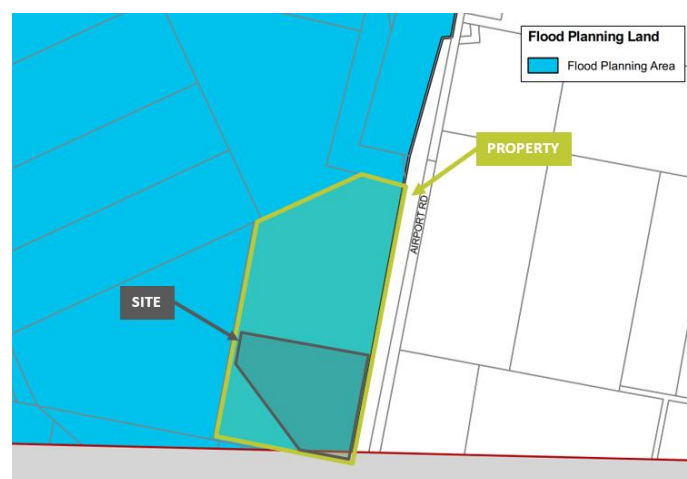 Flood Planning Land
Flood Planning Area
PROPERTY
AIRPORT RD
SITE